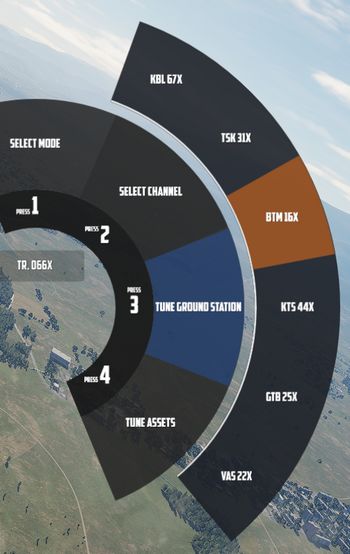 KBL 67X
TSK 31X
SELECT MODE
SELECT CHANNEL
BTM 16X
PRESS 1
PRESS 2
TR. 066X
PRESS 3
TUNE GROUND STATION
KTS 44X
PRESS 4
GTB 25X
TUNE ASSETS
VAS 22X